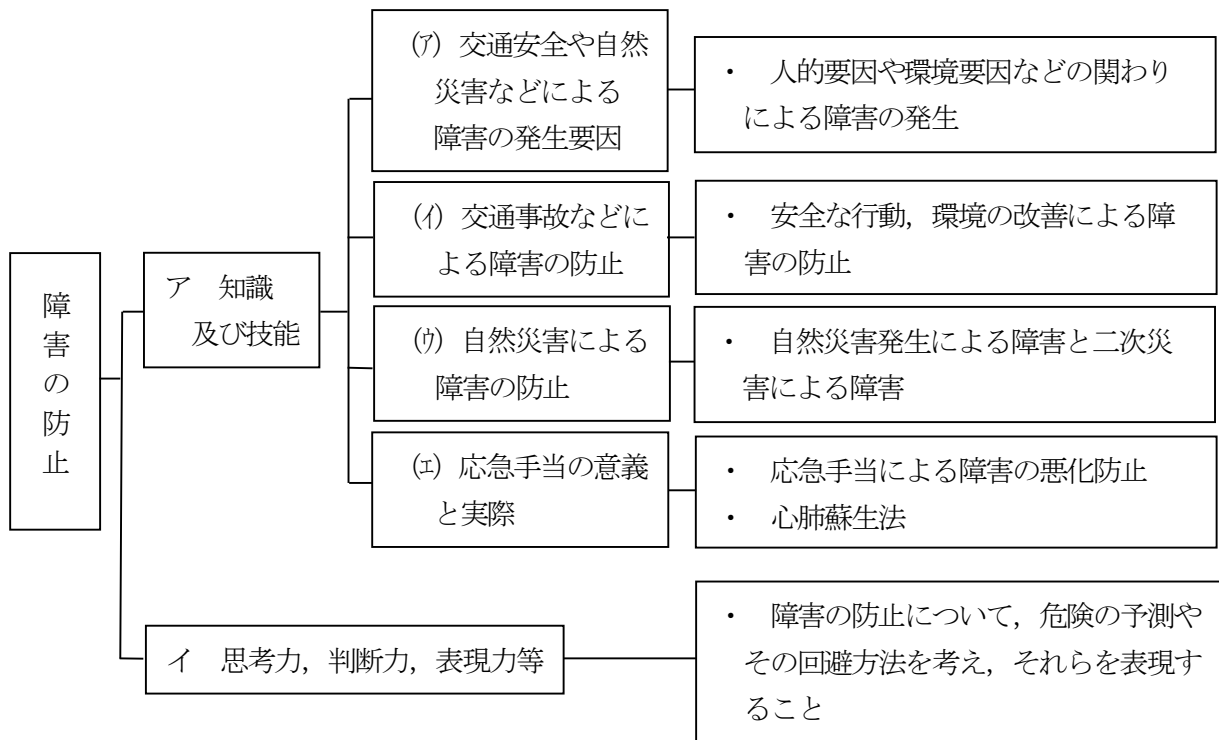 障害の防止
ア 知識
及び技能
(ア) 交通安全や自然
災害などによる
障害の発生要因
・ 人的要因や環境要因などの関わり
による障害の発生
(イ) 交通事故などに
よる障害の防止
・ 安全な行動，環境の改善による障
害の防止
(ウ) 自然災害による
障害の防止
・ 自然災害発生による障害と二次災
害による障害
(エ) 応急手当の意義
と実際
・ 応急手当による障害の悪化防止
・ 心肺蘇生法
イ 思考力，判断力，表現力等
・ 障害の防止について，危険の予測や
その回避方法を考え，それらを表現す
ること